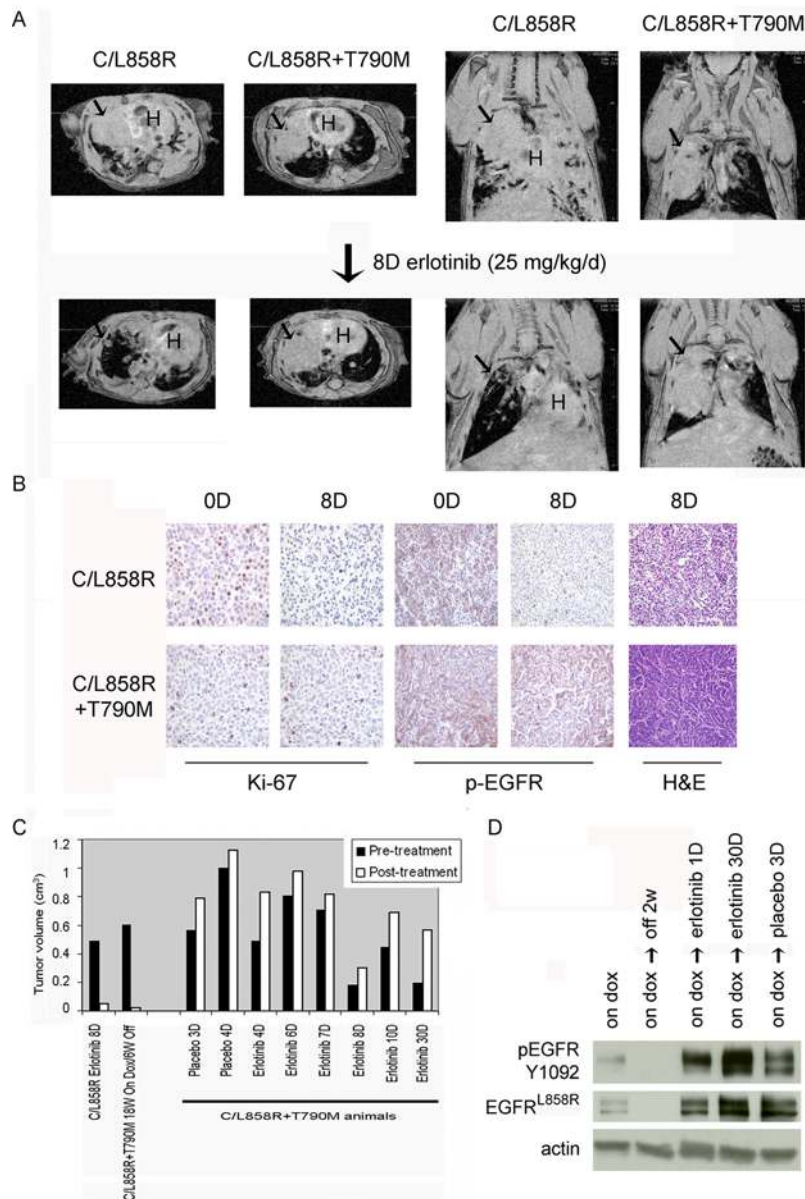 A
C/L858R
C/L858R+T790M
C/L858R
C/L858R+T790M
H
H
H
8D erlotinib (25 mg/kg/d)
H
H
H
B
0D
8D
0D
8D
8D
C/L858R
C/L858R
+T790M
Ki-67
p-EGFR
H&E
C
Tumor volume (cm³)
1.2
1
0.8
0.6
0.4
0.2
0
Pre-treatment
Post-treatment
C/L858R Erlotinib 8D
C/L858R+T790M 18W On Dox/6W Off
Placebo 3D
Placebo 4D
Erlotinib 4D
Erlotinib 6D
Erlotinib 7D
Erlotinib 8D
Erlotinib 10D
Erlotinib 30D
C/L858R+T790M animals
D
on dox
on dox → off 2w
on dox → erlotinib 1D
on dox → erlotinib 30D
on dox → placebo 3D
pEGFR
Y1092
EGFR^L858R
actin